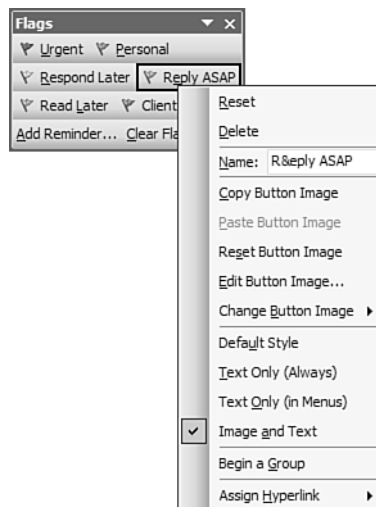 Flags
Urgent Personal
Respond Later Reply ASAP
Read Later Client
Add Reminder... Clear Fla
Reset
Delete
Name: R&eply ASAP
Copy Button Image
Paste Button Image
Reset Button Image
Edit Button Image...
Change Button Image
Default Style
Text Only (Always)
Text Only (in Menus)
Image and Text
Begin a Group
Assign Hyperlink